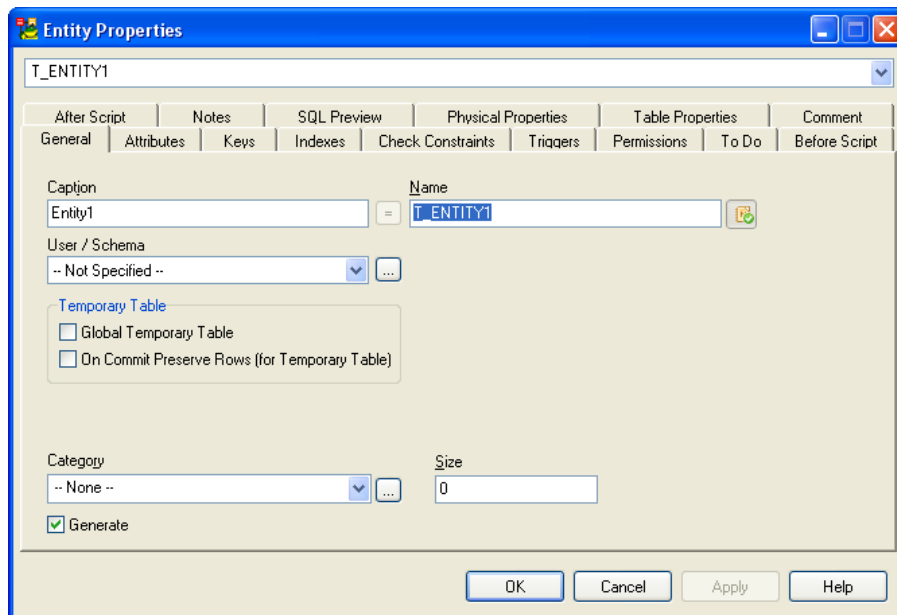 Entity Properties
T_ENTITY1
After Script Notes SQL Preview Physical Properties Table Properties Comment
General Attributes Keys Indexes Check Constraints Triggers Permissions To Do Before Script
Caption Name
Entity1 = T_ENTITY1
User / Schema
-- Not Specified -- ...
Temporary Table
Global Temporary Table
On Commit Preserve Rows (for Temporary Table)
Category Size
-- None -- ... 0
Generate
OK Cancel Apply Help